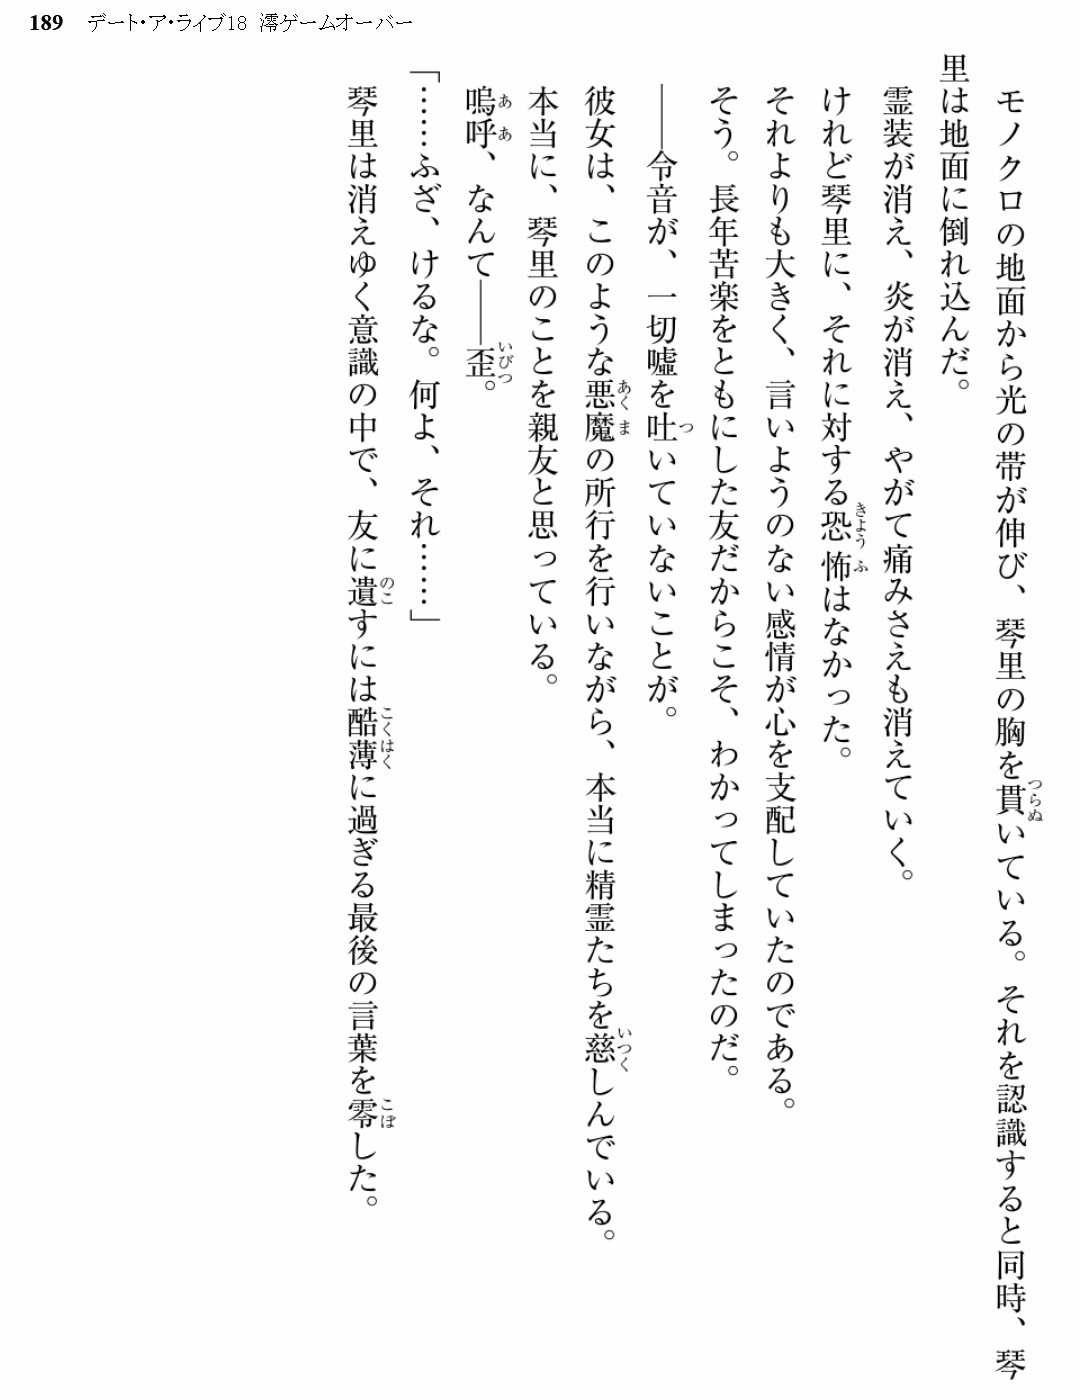 189 デート・ア・ライブ18 澪ゲームオーバー
モノクロの地面から光の帯が伸び、琴里の胸を貫いている。それを認識すると同時、琴
里は地面に倒れ込んだ。
霊装が消え、炎が消え、やがて痛みさえも消えていく。
けれど琴里に、それに対する恐怖はなかった。
それよりも大きく、言いようのない感情が心を支配していたのである。
そう。長年苦楽をともにした友だからこそ、わかってしまったのだ。
――令音が、一切嘘を吐いていないことが。
彼女は、このような悪魔の所行を行いながら、本当に精霊たちを慈しんでいる。
本当に、琴里のことを親友と思っている。
嗚呼、なんて――歪。
「……ふざ、けるな。何よ、それ……」
琴里は消えゆく意識の中で、友に遺すには酷薄に過ぎる最後の言葉を零した。